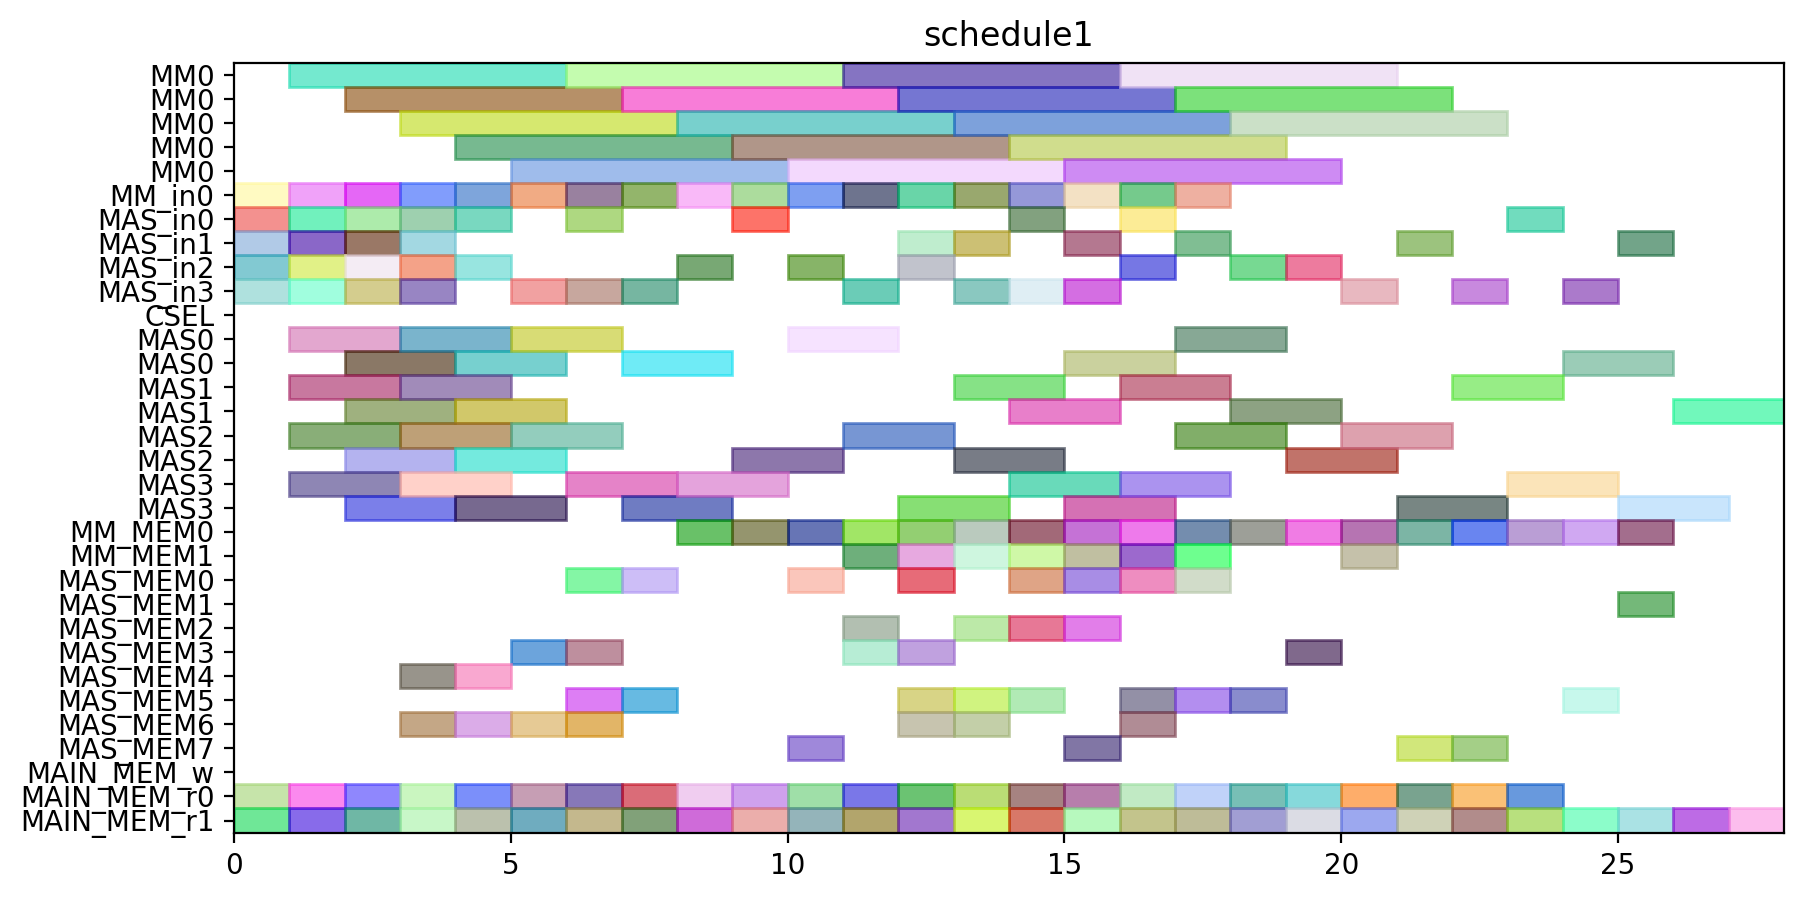 schedule1
MM0
MM0
MM0
MM0
MM0
MM_in0
MAS_in0
MAS_in1
MAS_in2
MAS_in3
CSEL
MAS0
MAS0
MAS1
MAS1
MAS2
MAS2
MAS3
MAS3
MM_MEM0
MM_MEM1
MAS_MEM0
MAS_MEM1
MAS_MEM2
MAS_MEM3
MAS_MEM4
MAS_MEM5
MAS_MEM6
MAS_MEM7
MAIN_MEM_w
MAIN_MEM_r0
MAIN_MEM_r1
0 5 10 15 20 25